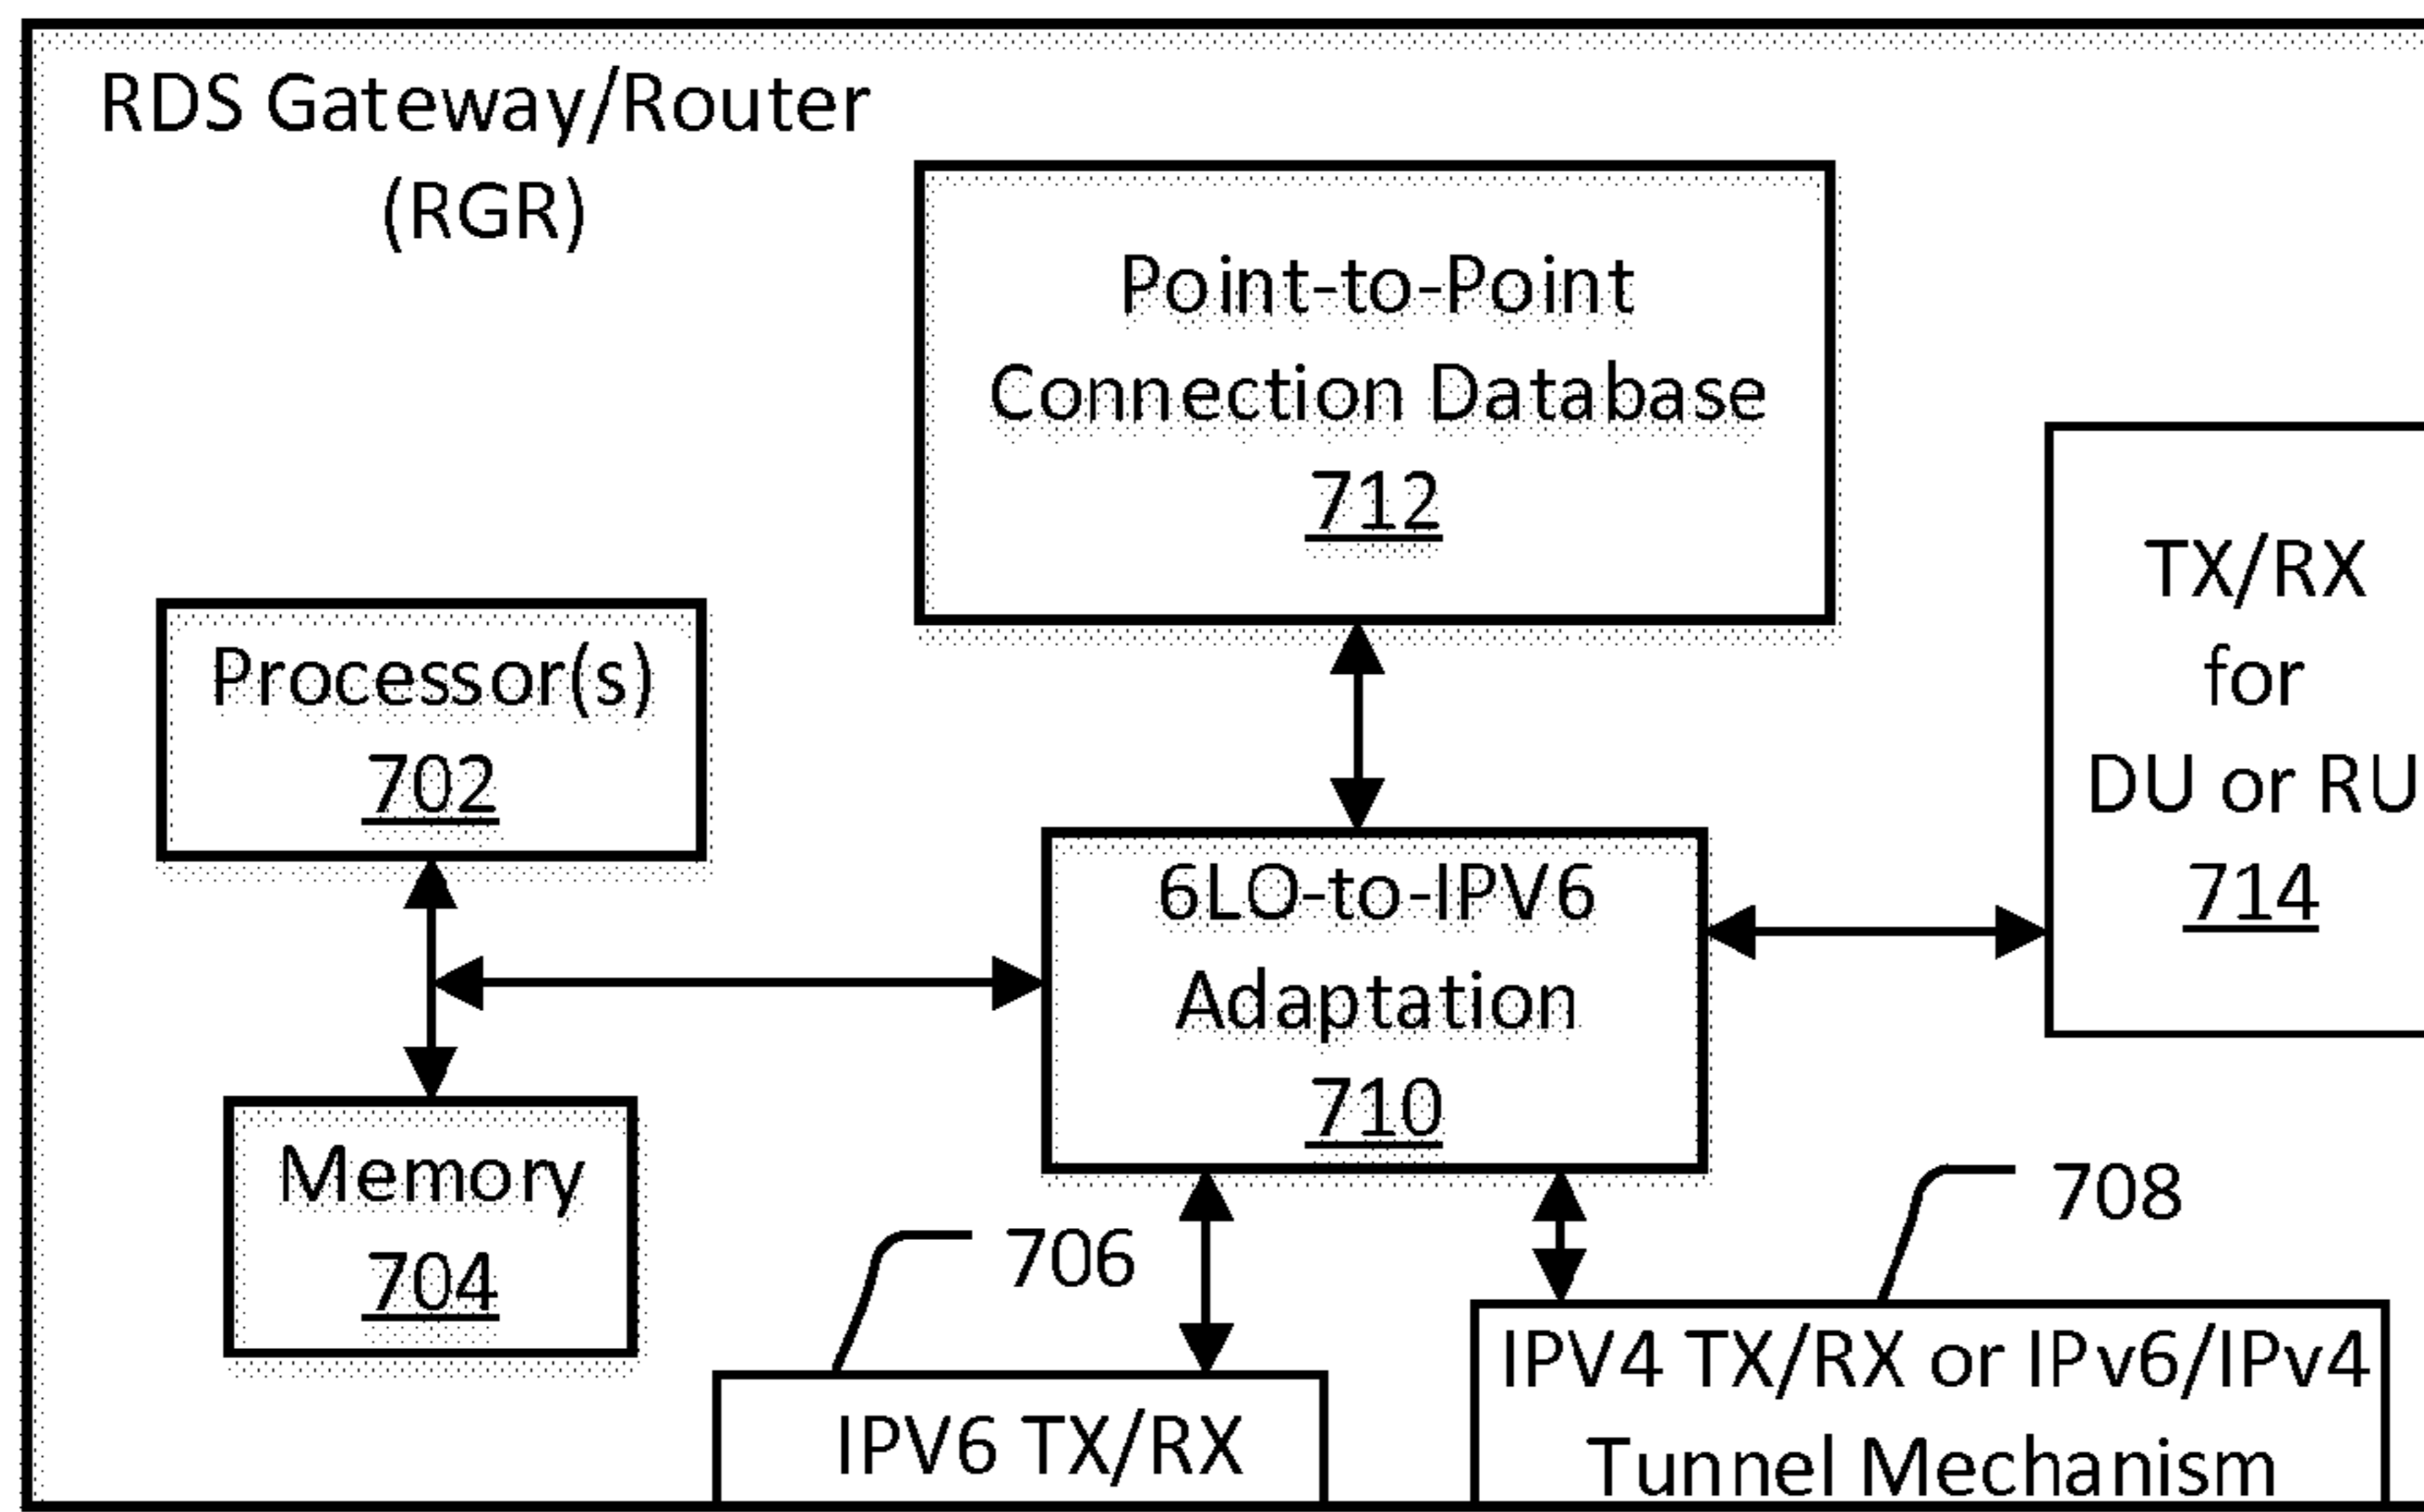 RDS Gateway/Router
(RGR)
Point-to-Point
Connection Database
712
TX/RX
for
DU or RU
714
Processor(s)
702
6LO-to-IPV6
Adaptation
710
Memory
704
706
708
IPV6 TX/RX
IPV4 TX/RX or IPv6/IPv4
Tunnel Mechanism